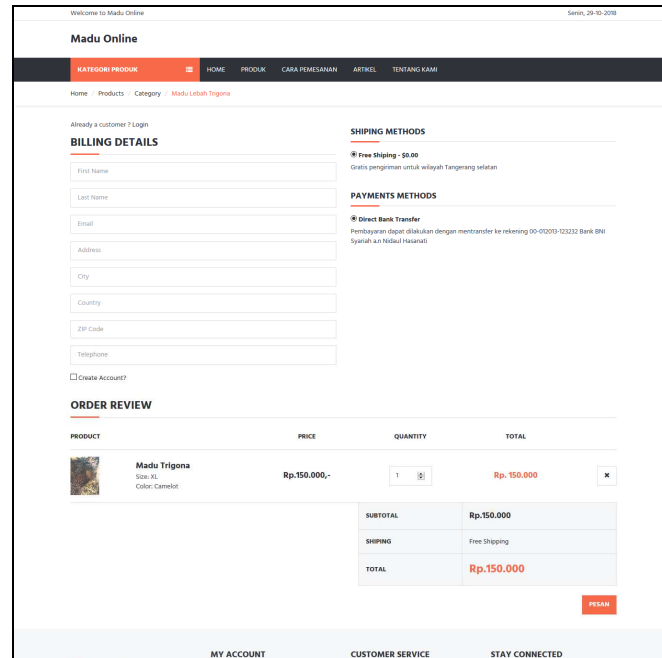 Welcome to Madu Online
Senin, 29-10-2018
Madu Online
KATEGORI PRODUK
HOME PRODUK CARA PEMESANAN ARTIKEL TENTANG KAMI
Home / Products / Category / Madu Lebah Trigona
Already a customer ? Login
BILLING DETAILS
First Name
Last Name
Email
Address
City
Country
ZIP Code
Telephone
Create Account?
SHIPING METHODS
Free Shiping - $0.00
Gratis pengiriman untuk wilayah Tangerang selatan
PAYMENTS METHODS
Direct Bank Transfer
Pembayaran dapat dilakukan dengan mentransfer ke rekening 00-012013-123232 Bank BNI
Syariah a.n Nidaul Hasanati
ORDER REVIEW
PRODUCT PRICE QUANTITY TOTAL
Madu Trigona
Size: XL
Color: Camelot
Rp.150.000,- 1 Rp. 150.000
SUBTOTAL Rp.150.000
SHIPING Free Shipping
TOTAL Rp.150.000
PESAN
MY ACCOUNT CUSTOMER SERVICE STAY CONNECTED